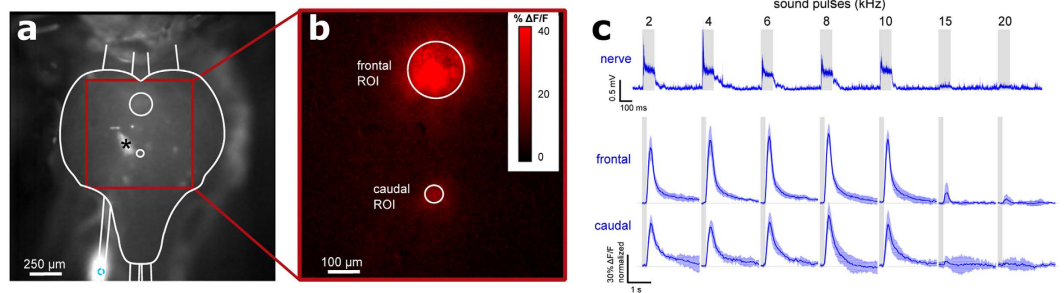 a
*
250 µm
b
% ΔF/F
40
20
0
frontal
ROI
caudal
ROI
100 µm
c
sound pulses (kHz)
2 4 6 8 10 15 20
nerve
0.5 mV
100 ms
frontal
caudal
30% ΔF/F
normalized
1 s